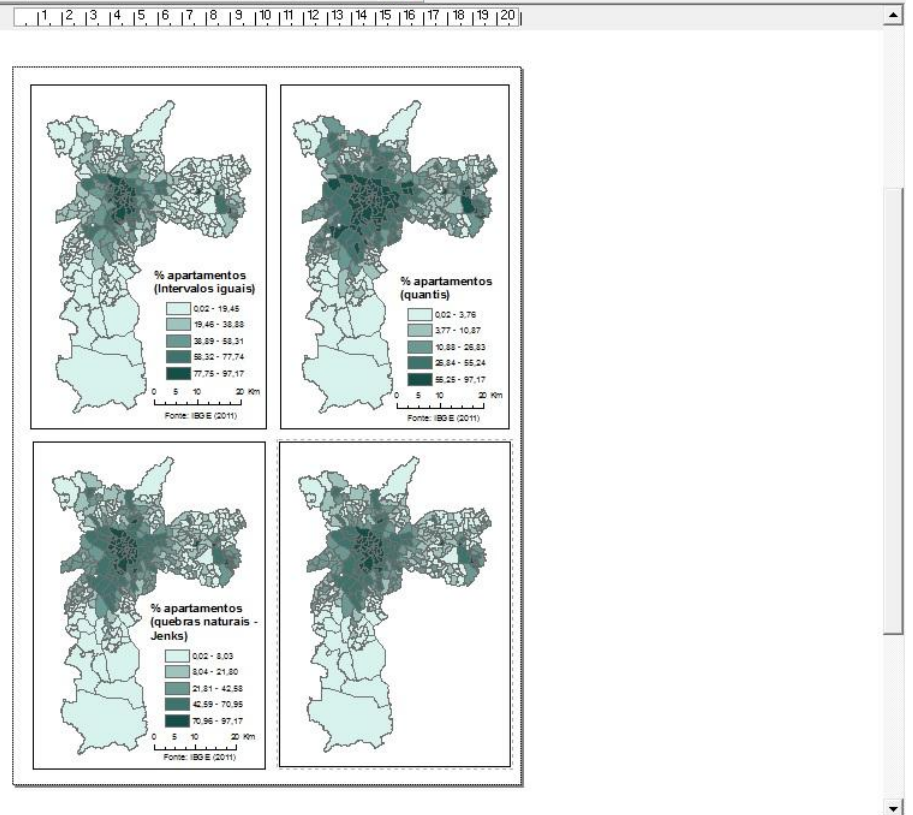 1 2 3 4 5 6 7 8 9 10 11 12 13 14 15 16 17 18 19 20
% apartamentos
(Intervalos iguais)
0,02 - 19,45
19,46 - 38,88
38,89 - 58,31
58,32 - 77,74
77,75 - 97,17
0 5 10 20 Km
Fonte: IBGE (2011)
% apartamentos
(quantis)
0,02 - 3,76
3,77 - 10,87
10,88 - 26,83
26,84 - 55,24
55,25 - 97,17
0 5 10 20 Km
Fonte: IBGE (2011)
% apartamentos
(quebras naturais -
Jenks)
0,02 - 8,03
8,04 - 21,80
21,81 - 42,58
42,59 - 70,95
70,96 - 97,17
0 5 10 20 Km
Fonte: IBGE (2011)